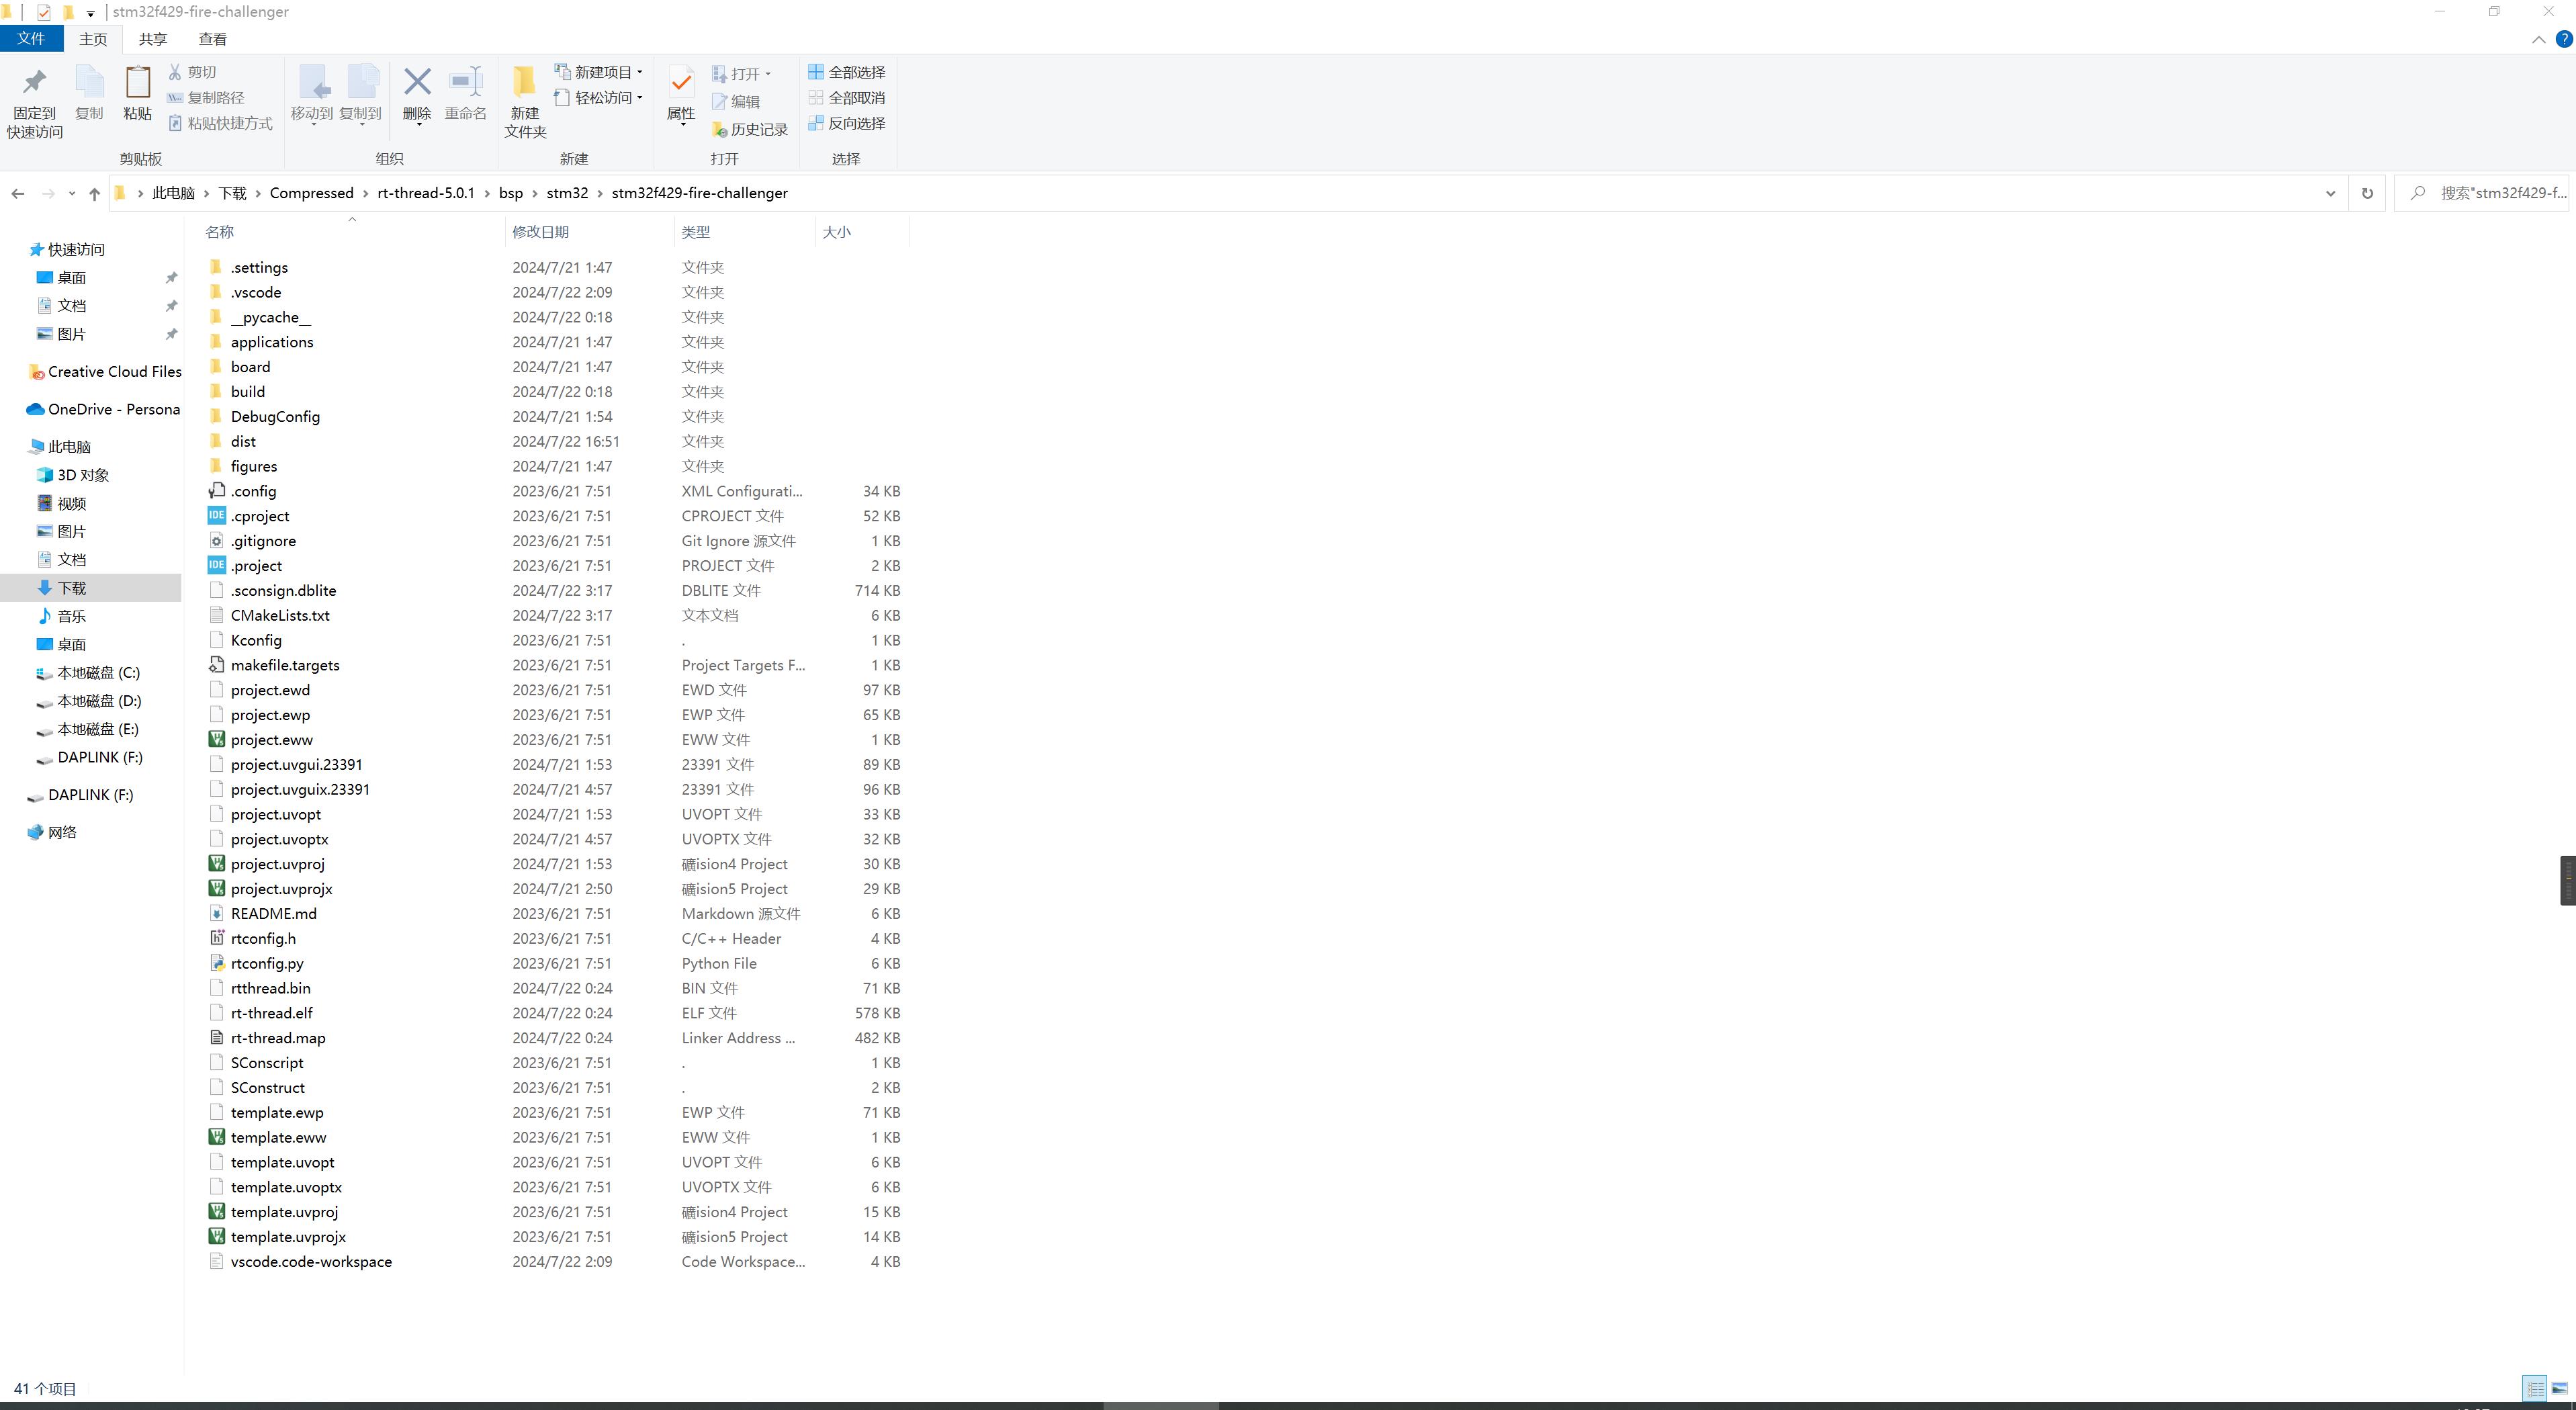 stm32f429-fire-challenger
文件 主页 共享 查看
固定到快速访问 复制 粘贴 剪切 复制路径 粘贴快捷方式 移动到 复制到 删除 重命名 新建文件夹 新建项目 轻松访问 属性 打开 编辑 历史记录 全部选择 全部取消 反向选择
剪贴板 组织 新建 打开 选择
此电脑 下载 Compressed rt-thread-5.0.1 bsp stm32 stm32f429-fire-challenger 搜索"stm32f429-f...
快速访问
桌面
文档
图片
Creative Cloud Files
OneDrive - Persona
此电脑
3D 对象
视频
图片
文档
下载
音乐
桌面
本地磁盘 (C:)
本地磁盘 (D:)
本地磁盘 (E:)
DAPLINK (F:)
DAPLINK (F:)
网络
名称 修改日期 类型 大小
.settings 2024/7/21 1:47 文件夹
.vscode 2024/7/22 2:09 文件夹
__pycache__ 2024/7/22 0:18 文件夹
applications 2024/7/21 1:47 文件夹
board 2024/7/21 1:47 文件夹
build 2024/7/22 0:18 文件夹
DebugConfig 2024/7/21 1:54 文件夹
dist 2024/7/22 16:51 文件夹
figures 2024/7/21 1:47 文件夹
.config 2023/6/21 7:51 XML Configurati... 34 KB
IDE .cproject 2023/6/21 7:51 CPROJECT 文件 52 KB
.gitignore 2023/6/21 7:51 Git Ignore 源文件 1 KB
IDE .project 2023/6/21 7:51 PROJECT 文件 2 KB
.sconsign.dblite 2024/7/22 3:17 DBLITE 文件 714 KB
CMakeLists.txt 2024/7/22 3:17 文本文档 6 KB
Kconfig 2023/6/21 7:51 . 1 KB
makefile.targets 2023/6/21 7:51 Project Targets F... 1 KB
project.ewd 2023/6/21 7:51 EWD 文件 97 KB
project.ewp 2023/6/21 7:51 EWP 文件 65 KB
project.eww 2023/6/21 7:51 EWW 文件 1 KB
project.uvgui.23391 2024/7/21 1:53 23391 文件 89 KB
project.uvguix.23391 2024/7/21 4:57 23391 文件 96 KB
project.uvopt 2024/7/21 1:53 UVOPT 文件 33 KB
project.uvoptx 2024/7/21 4:57 UVOPTX 文件 32 KB
project.uvproj 2024/7/21 1:53 礦ision4 Project 30 KB
project.uvprojx 2024/7/21 2:50 礦ision5 Project 29 KB
README.md 2023/6/21 7:51 Markdown 源文件 6 KB
rtconfig.h 2023/6/21 7:51 C/C++ Header 4 KB
rtconfig.py 2023/6/21 7:51 Python File 6 KB
rtthread.bin 2024/7/22 0:24 BIN 文件 71 KB
rt-thread.elf 2024/7/22 0:24 ELF 文件 578 KB
rt-thread.map 2024/7/22 0:24 Linker Address ... 482 KB
SConscript 2023/6/21 7:51 . 1 KB
SConstruct 2023/6/21 7:51 . 2 KB
template.ewp 2023/6/21 7:51 EWP 文件 71 KB
template.eww 2023/6/21 7:51 EWW 文件 1 KB
template.uvopt 2023/6/21 7:51 UVOPT 文件 6 KB
template.uvoptx 2023/6/21 7:51 UVOPTX 文件 6 KB
template.uvproj 2023/6/21 7:51 礦ision4 Project 15 KB
template.uvprojx 2023/6/21 7:51 礦ision5 Project 14 KB
vscode.code-workspace 2024/7/22 2:09 Code Workspace... 4 KB
41 个项目